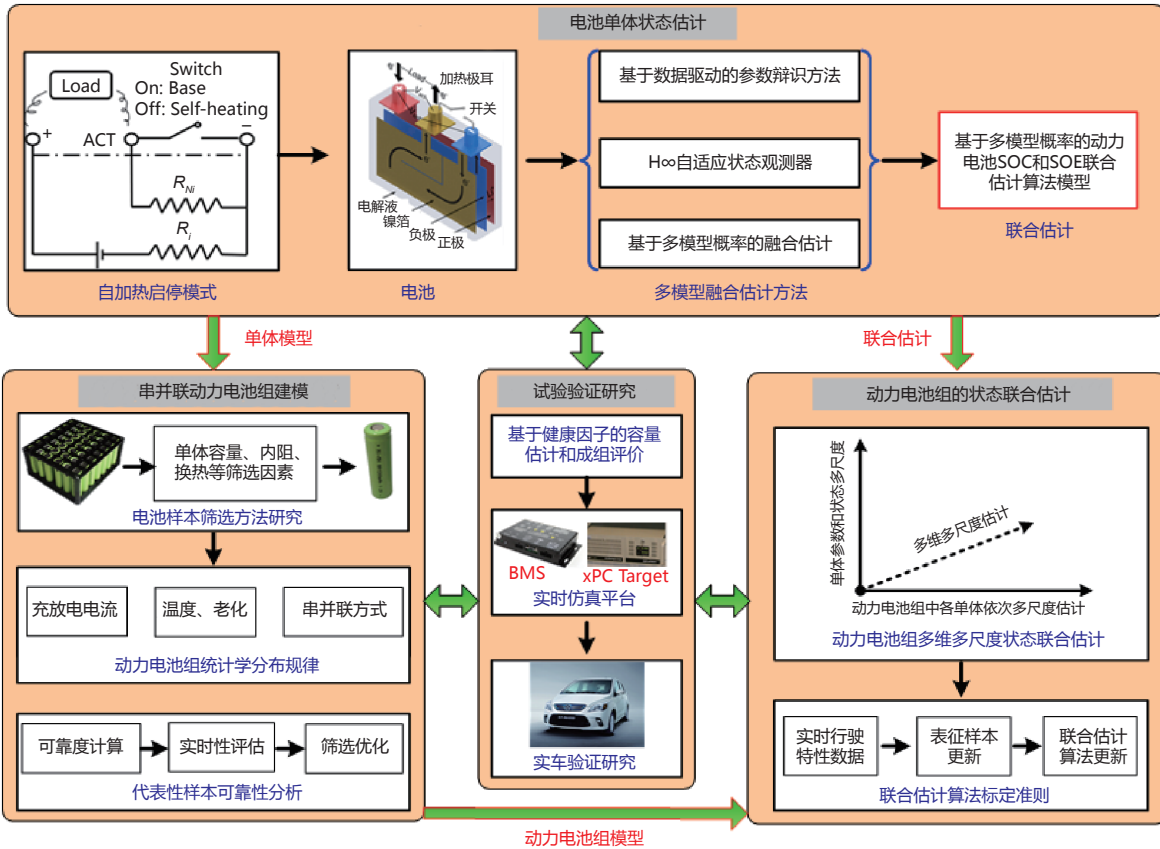 电池单体状态估计
Load
Switch
On: Base
Off: Self-heating
+
ACT
−
R_Ni
R_i
自加热启停模式
Load
加热极耳
开关
电解液
镍箔
负极
正极
电池
基于数据驱动的参数辩识方法
H∞自适应状态观测器
基于多模型概率的融合估计
多模型融合估计方法
基于多模型概率的动力
电池SOC和SOE联合
估计算法模型
联合估计
单体模型
联合估计
串并联动力电池组建模
单体容量、内阻、
换热等筛选因素
电池样本筛选方法研究
充放电电流
温度、老化
串并联方式
动力电池组统计学分布规律
可靠度计算
实时性评估
筛选优化
代表性样本可靠性分析
试验验证研究
基于健康因子的容量
估计和成组评价
BMS
xPC Target
实时仿真平台
实车验证研究
动力电池组的状态联合估计
单体参数和状态多尺度
多维多尺度估计
动力电池组中各单体依次多尺度估计
动力电池组多维多尺度状态联合估计
实时行驶
特性数据
表征样本
更新
联合估计
算法更新
联合估计算法标定准则
动力电池组模型